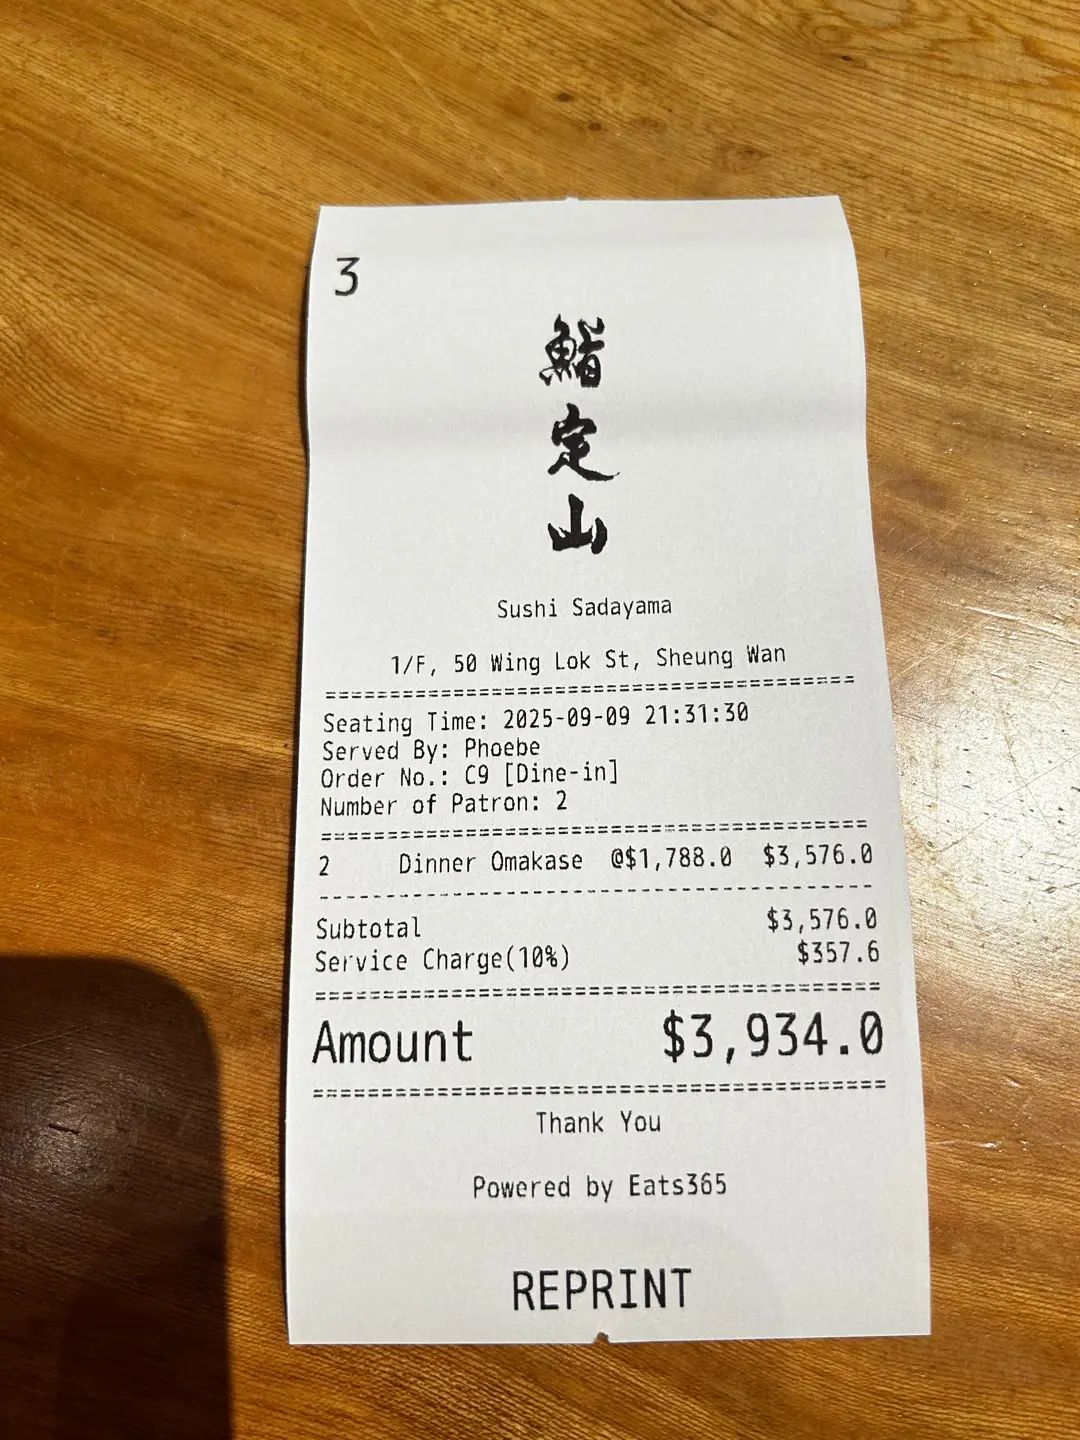 3
鮨
定
山
Sushi Sadayama
1/F, 50 Wing Lok St, Sheung Wan
==========================================
Seating Time: 2025-09-09 21:31:30
Served By: Phoebe
Order No.: C9 [Dine-in]
Number of Patron: 2
==========================================
2 Dinner Omakase @$1,788.0 $3,576.0
------------------------------------------
Subtotal $3,576.0
Service Charge(10%) $357.6
==========================================
Amount $3,934.0
==========================================
Thank You
Powered by Eats365
REPRINT